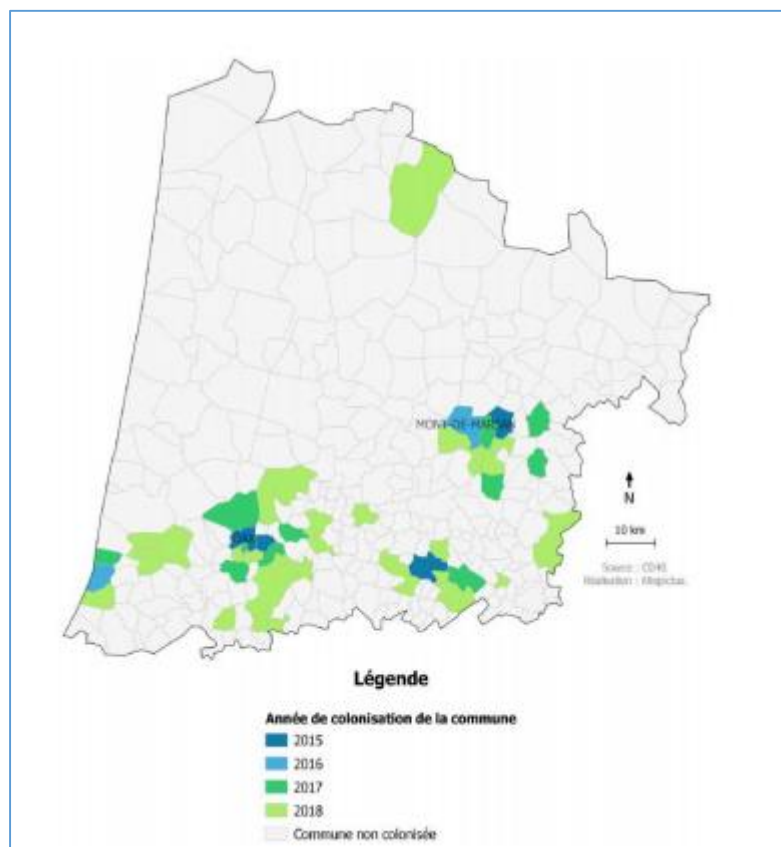 MONT-DE-MARSAN
DAX
N
10 km
Source : CD40
Légende
Année de colonisation de la commune
2015
2016
2017
2018
Commune non colonisée